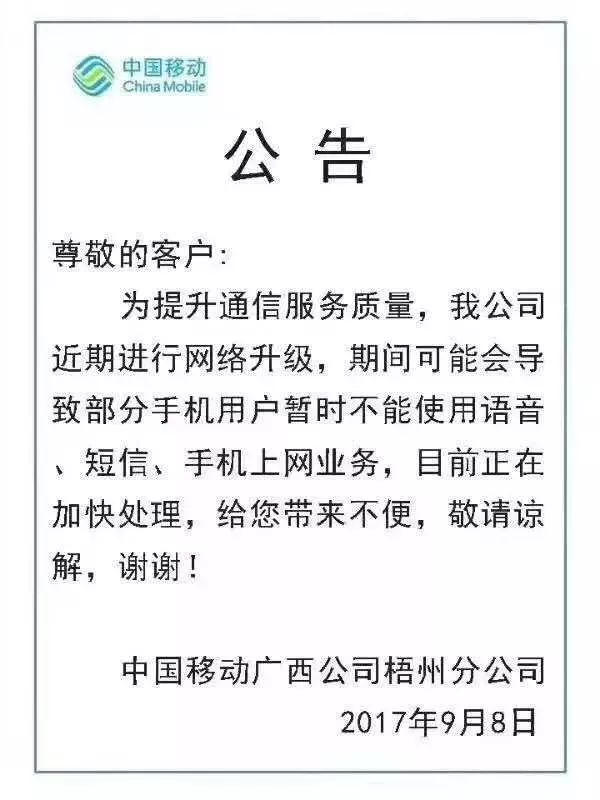 中国移动
China Mobile
公 告
尊敬的客户:
为提升通信服务质量，我公司
近期进行网络升级，期间可能会导
致部分手机用户暂时不能使用语音
、短信、手机上网业务，目前正在
加快处理，给您带来不便，敬请谅
解，谢谢！
中国移动广西公司梧州分公司
2017年9月8日